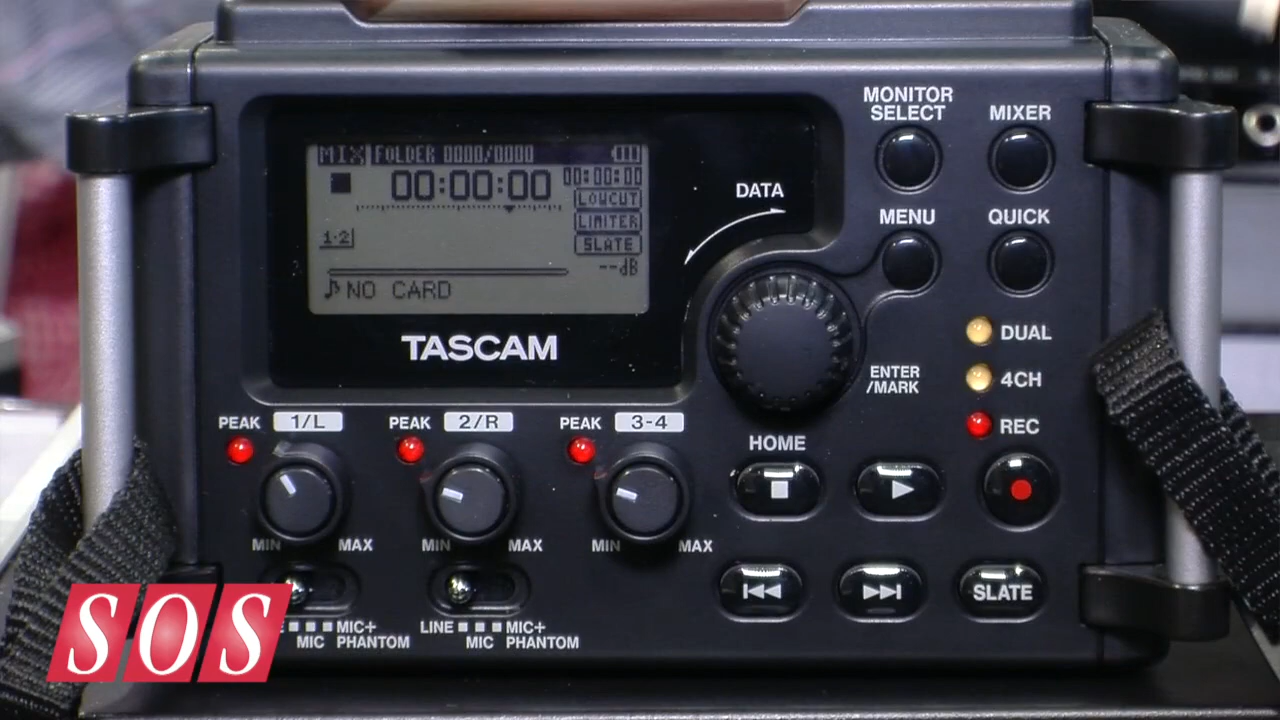 MONITOR
SELECT
MIXER
MIX FOLDER 0000/0000
00:00:00 00:00:00
LOWCUT
LIMITER
SLATE
1-2
--dB
NO CARD
DATA
MENU
QUICK
TASCAM
DUAL
ENTER
/MARK
4CH
REC
PEAK 1/L
PEAK 2/R
PEAK 3-4
HOME
MIN MAX
MIN MAX
MIN MAX
SLATE
MIC+
MIC PHANTOM
LINE MIC+
MIC PHANTOM
SOS